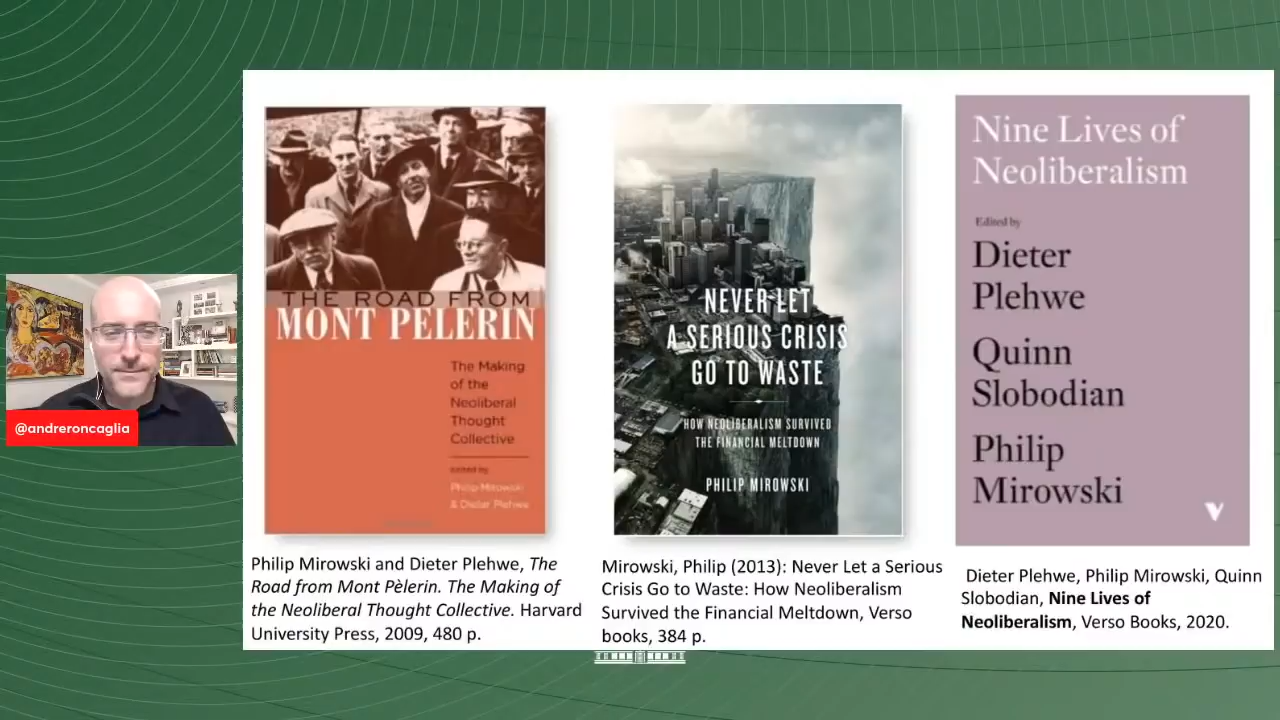 @andreroncaglia
THE ROAD FROM
MONT PELERIN
The Making
of the
Neoliberal
Thought
Collective
edited by
Philip Mirowski
& Dieter Plehwe
Philip Mirowski and Dieter Plehwe, The
Road from Mont Pèlerin. The Making of
the Neoliberal Thought Collective. Harvard
University Press, 2009, 480 p.
NEVER LET
A SERIOUS CRISIS
GO TO WASTE
HOW NEOLIBERALISM SURVIVED
THE FINANCIAL MELTDOWN
PHILIP MIROWSKI
Mirowski, Philip (2013): Never Let a Serious
Crisis Go to Waste: How Neoliberalism
Survived the Financial Meltdown, Verso
books, 384 p.
Nine Lives of
Neoliberalism
Edited by
Dieter
Plehwe
Quinn
Slobodian
Philip
Mirowski
Dieter Plehwe, Philip Mirowski, Quinn
Slobodian, Nine Lives of
Neoliberalism, Verso Books, 2020.